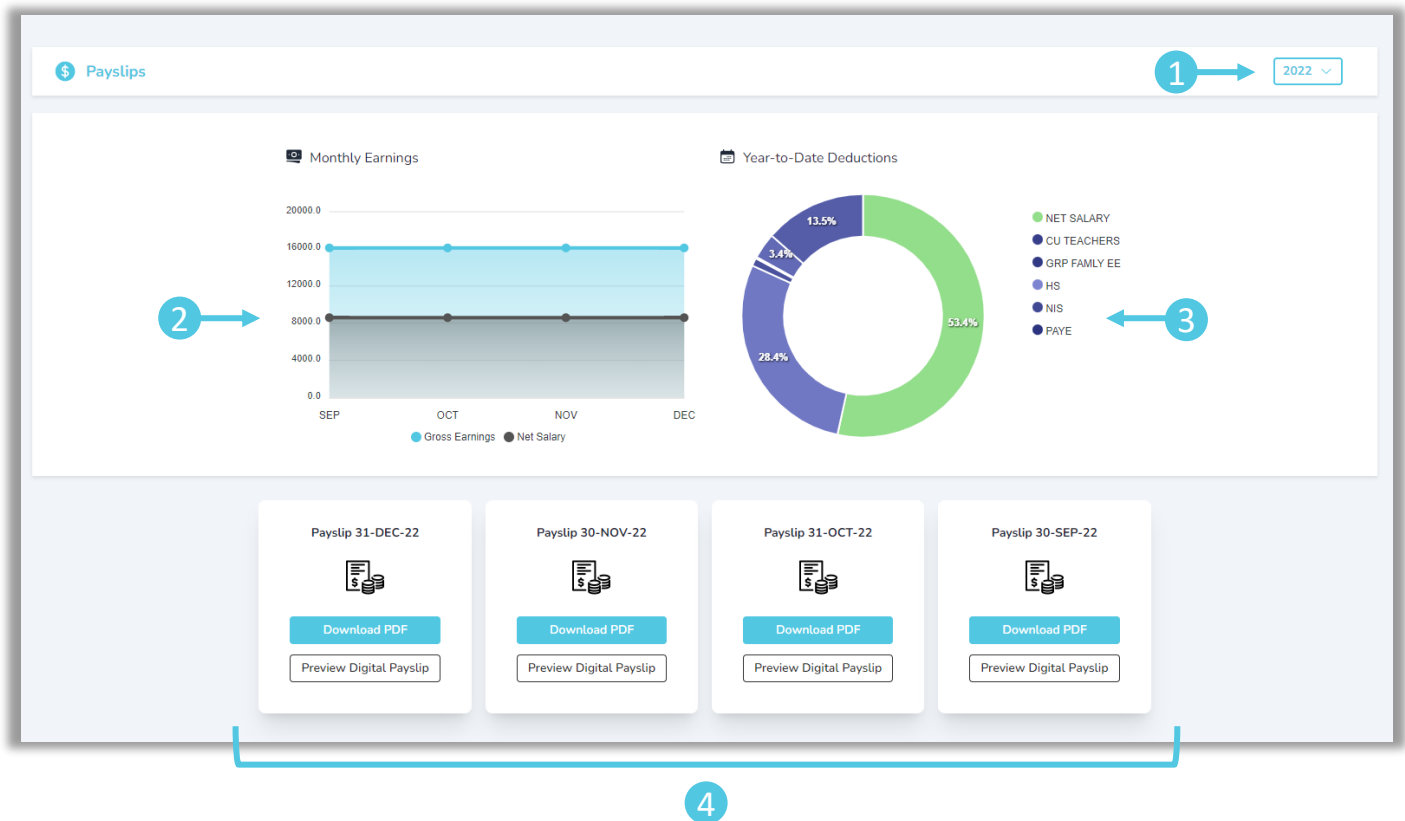 Payslips
1
2022
Monthly Earnings
Year-to-Date Deductions
20000.0
16000.0
12000.0
8000.0
4000.0
0.0
SEP OCT NOV DEC
Gross Earnings Net Salary
2
13.5%
3.4%
53.4%
28.4%
NET SALARY
CU TEACHERS
GRP FAMLY EE
HS
NIS
PAYE
3
Payslip 31-DEC-22
Download PDF
Preview Digital Payslip
Payslip 30-NOV-22
Download PDF
Preview Digital Payslip
Payslip 31-OCT-22
Download PDF
Preview Digital Payslip
Payslip 30-SEP-22
Download PDF
Preview Digital Payslip
4